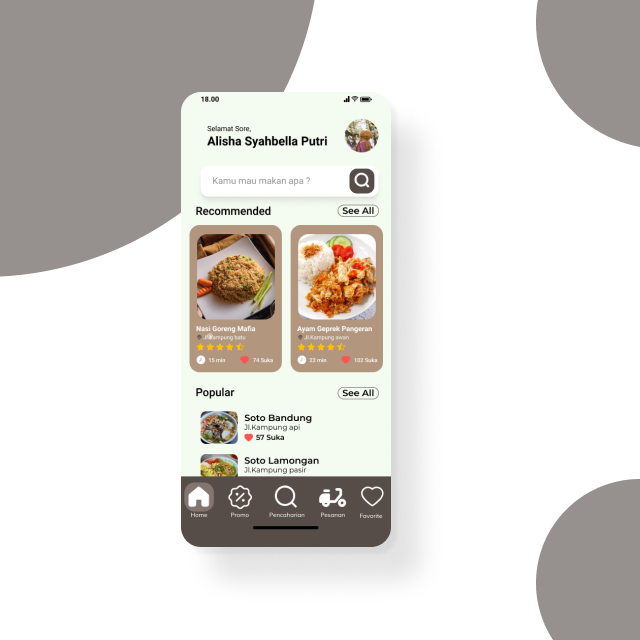 18.00
Selamat Sore,
Alisha Syahbella Putri
Kamu mau makan apa ?
Recommended
See All
Nasi Goreng Mafia
Jl.Kampung batu
15 min
74 Suka
Ayam Geprek Pangeran
Jl.Kampung awan
22 min
102 Suka
Popular
See All
Soto Bandung
Jl.Kampung api
57 Suka
Soto Lamongan
Jl.Kampung pasir
Home
Promo
Pencaharian
Pesanan
Favorite